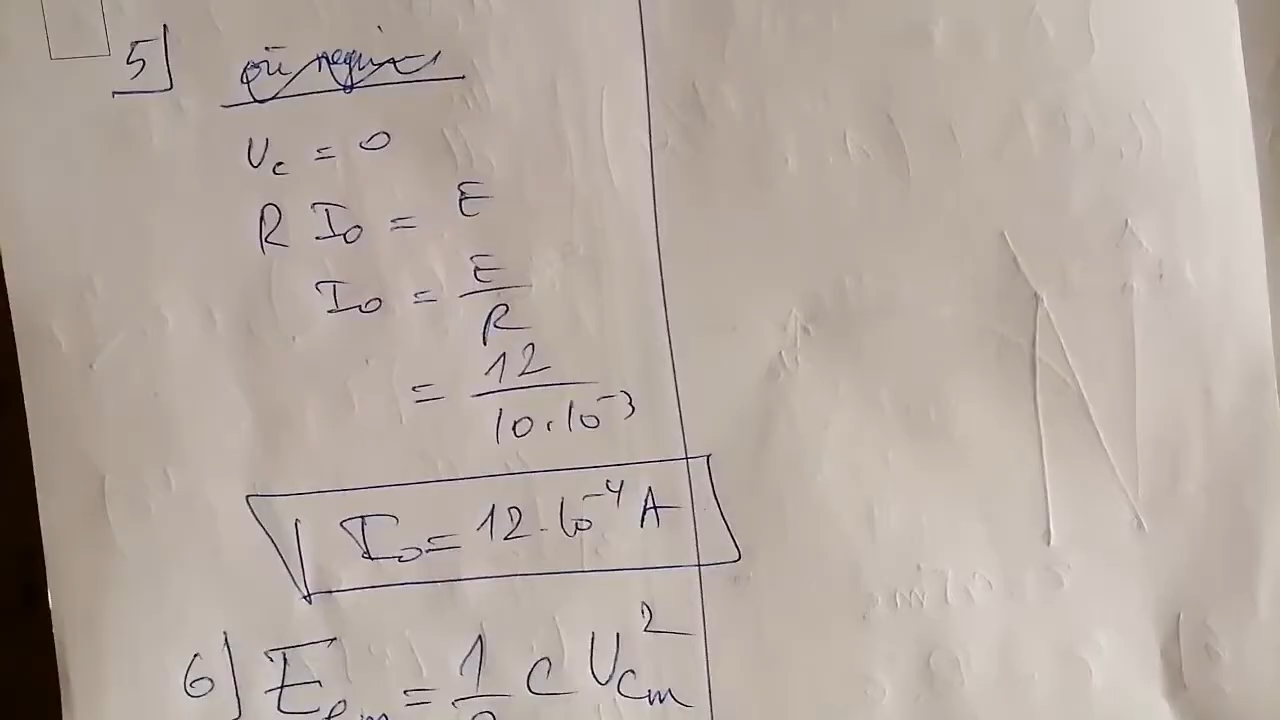 5]
Uc = 0
R I0 = E
I0 = E/R
= 12/10.10^-3
I0 = 12.10^-4 A
6] Eem = 1/2 C Ucm^2